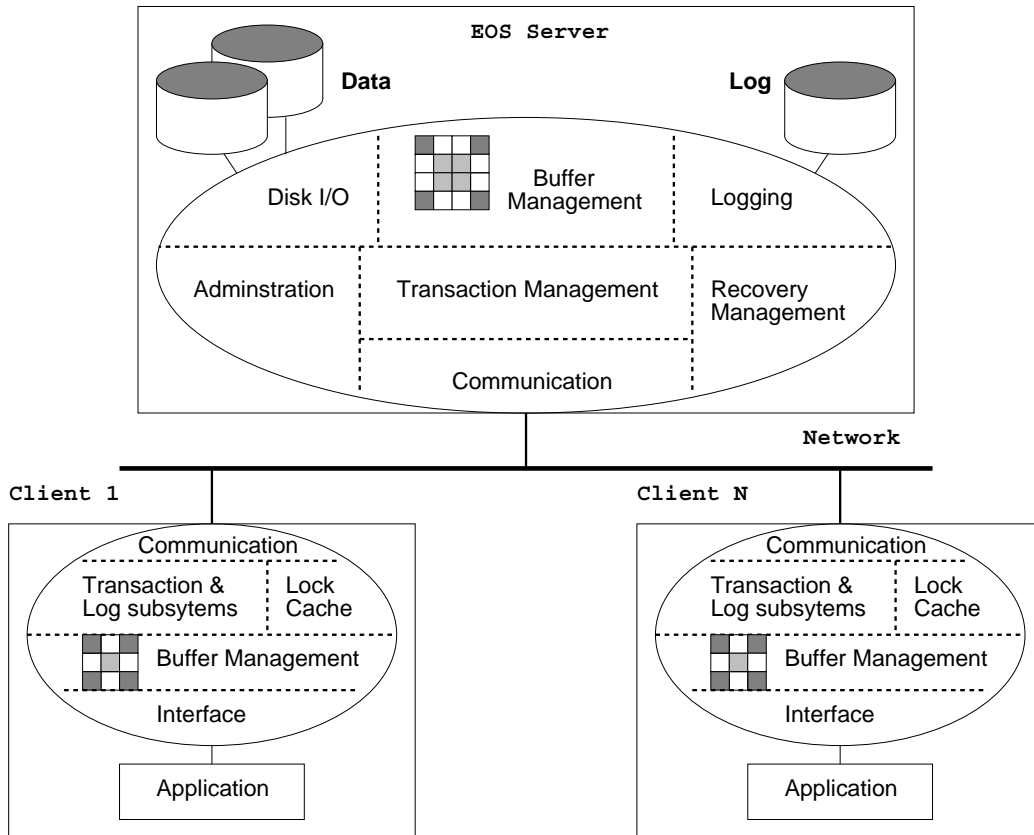 EOS Server
Data
Log
Disk I/O
Buffer
Management
Logging
Adminstration
Transaction Management
Recovery
Management
Communication
Network
Client 1
Client N
Communication
Transaction &
Log subsytems
Lock
Cache
Buffer Management
Interface
Application
Communication
Transaction &
Log subsytems
Lock
Cache
Buffer Management
Interface
Application